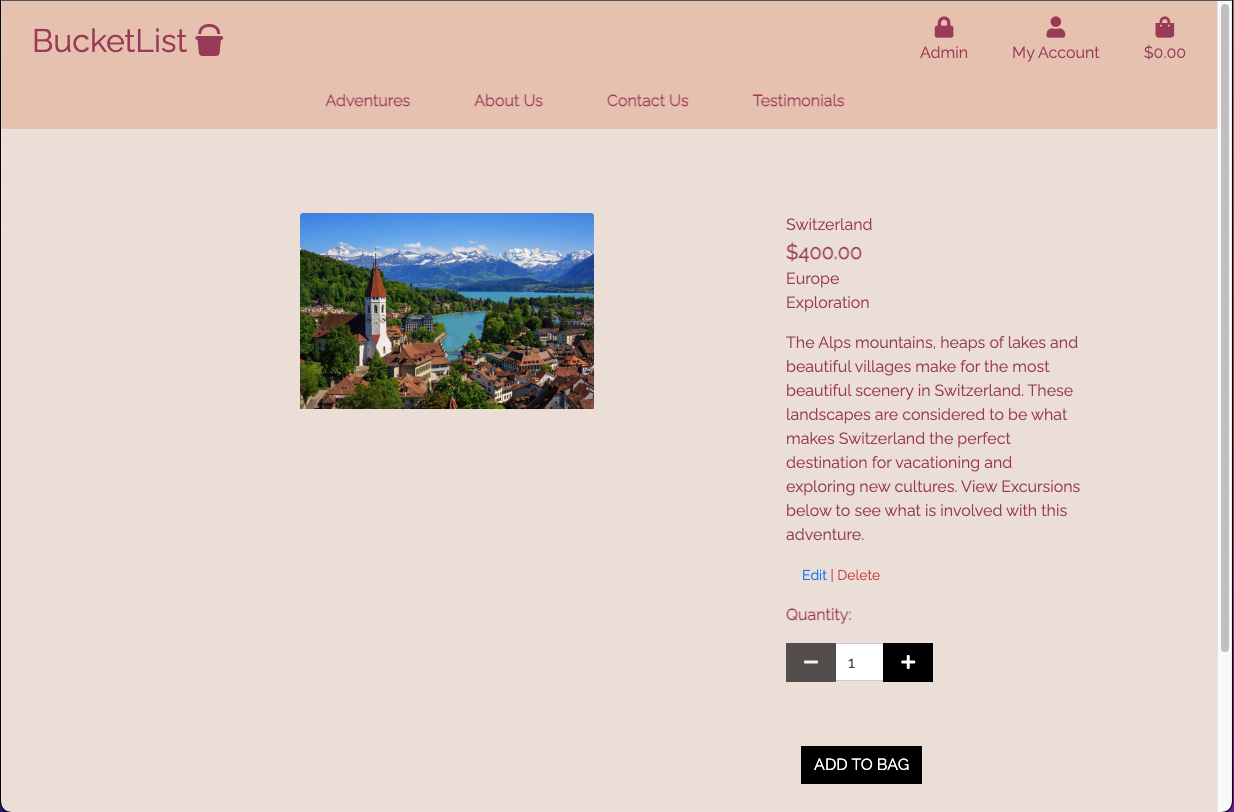 BucketList
Admin
My Account
$0.00
Adventures
About Us
Contact Us
Testimonials
Switzerland
$400.00
Europe
Exploration
The Alps mountains, heaps of lakes and
beautiful villages make for the most
beautiful scenery in Switzerland. These
landscapes are considered to be what
makes Switzerland the perfect
destination for vacationing and
exploring new cultures. View Excursions
below to see what is involved with this
adventure.
Edit | Delete
Quantity:
1
ADD TO BAG